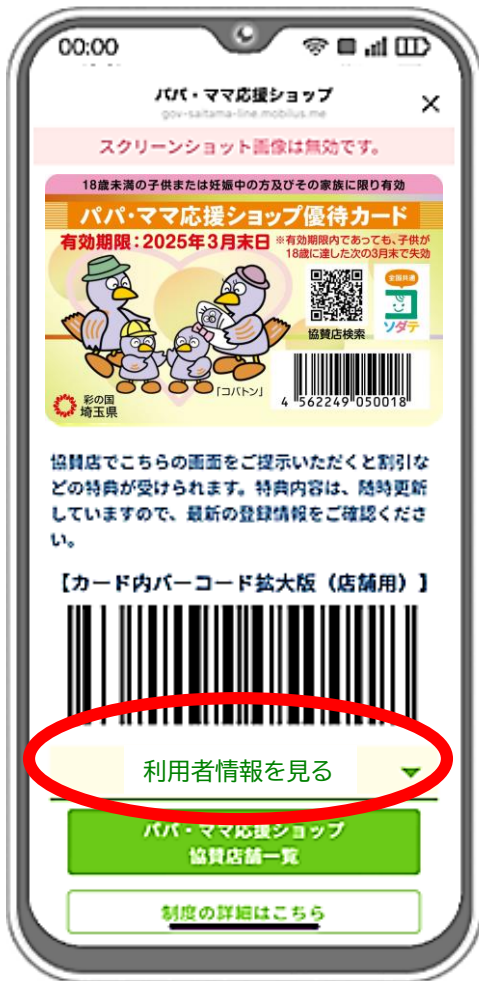 00:00
パパ・ママ応援ショップ
gov-saitama-line.mobilus.me
スクリーンショット画像は無効です。
18歳未満の子供または妊娠中の方及びその家族に限り有効
パパ・ママ応援ショップ優待カード
有効期限:2025年3月末日
※有効期限内であっても、子供が
18歳に達した次の3月末で失効
全国共通
コ
ソダテ
協賛店検索
「コバトン」
彩の国
埼玉県
4 562249 050018
協賛店でこちらの画面をご提示いただくと割引な
どの特典が受けられます。特典内容は、随時更新
していますので、最新の登録情報をご確認くださ
い。
【カード内バーコード拡大版(店舗用)】
利用者情報を見る
パパ・ママ応援ショップ
協賛店舗一覧
制度の詳細はこちら